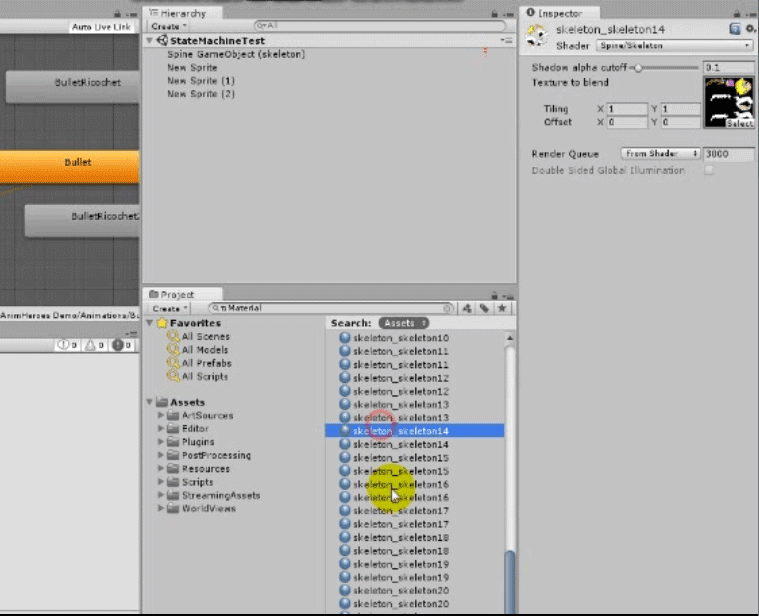 Auto Live Link
BulletRicochet
Bullet
BulletRicochet
AnimHeroes Demo/Animations/Bu
0 0 0
Hierarchy
Create
All
StateMachineTest
Spine GameObject (skeleton)
New Sprite
New Sprite (1)
New Sprite (2)
Project
Create
t:Material
Favorites
All Scenes
All Models
All Prefabs
All Scripts
Assets
ArtSources
Editor
Plugins
PostProcessing
Resources
Scripts
StreamingAssets
WorldViews
Search: Assets
skeleton_skeleton10
skeleton_skeleton11
skeleton_skeleton11
skeleton_skeleton12
skeleton_skeleton12
skeleton_skeleton13
skeleton_skeleton13
skeleton_skeleton14
skeleton_skeleton14
skeleton_skeleton15
skeleton_skeleton15
skeleton_skeleton16
skeleton_skeleton16
skeleton_skeleton17
skeleton_skeleton17
skeleton_skeleton18
skeleton_skeleton18
skeleton_skeleton19
skeleton_skeleton19
skeleton_skeleton20
skeleton_skeleton20
Inspector
skeleton_skeleton14
Shader Spine/Skeleton
Shadow alpha cutoff 0.1
Texture to blend
Tiling X 1 Y 1
Offset X 0 Y 0
Select
Render Queue From Shader 3000
Double Sided Global Illumination